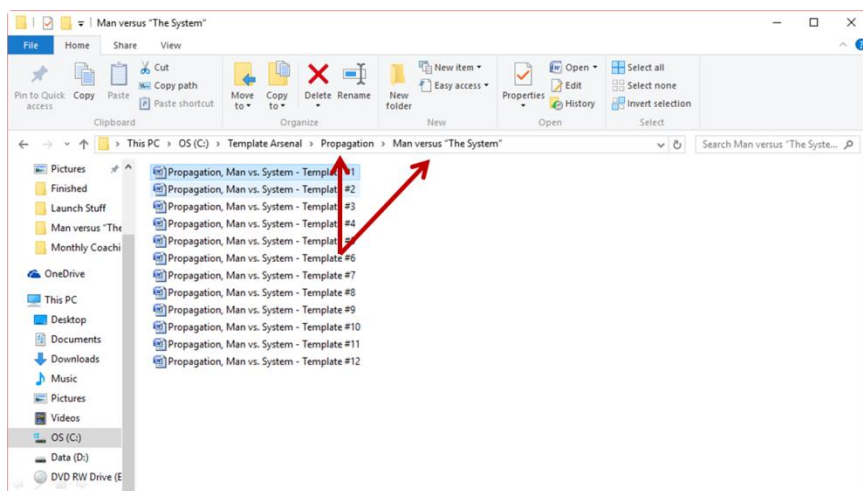 Man versus "The System"
File Home Share View
Pin to Quick access
Copy
Paste
Cut
Copy path
Paste shortcut
Clipboard
Move to
Copy to
Delete
Rename
Organize
New folder
New item
Easy access
New
Properties
Open
Edit
History
Open
Select all
Select none
Invert selection
Select
This PC > OS (C:) > Template Arsenal > Propagation > Man versus "The System"
Search Man versus "The Syste...
Pictures
Finished
Launch Stuff
Man versus "The
Monthly Coachi
OneDrive
This PC
Desktop
Documents
Downloads
Music
Pictures
Videos
OS (C:)
Data (D:)
DVD RW Drive (E
Propagation, Man vs. System - Template #1
Propagation, Man vs. System - Template #2
Propagation, Man vs. System - Template #3
Propagation, Man vs. System - Template #4
Propagation, Man vs. System - Template #5
Propagation, Man vs. System - Template #6
Propagation, Man vs. System - Template #7
Propagation, Man vs. System - Template #8
Propagation, Man vs. System - Template #9
Propagation, Man vs. System - Template #10
Propagation, Man vs. System - Template #11
Propagation, Man vs. System - Template #12